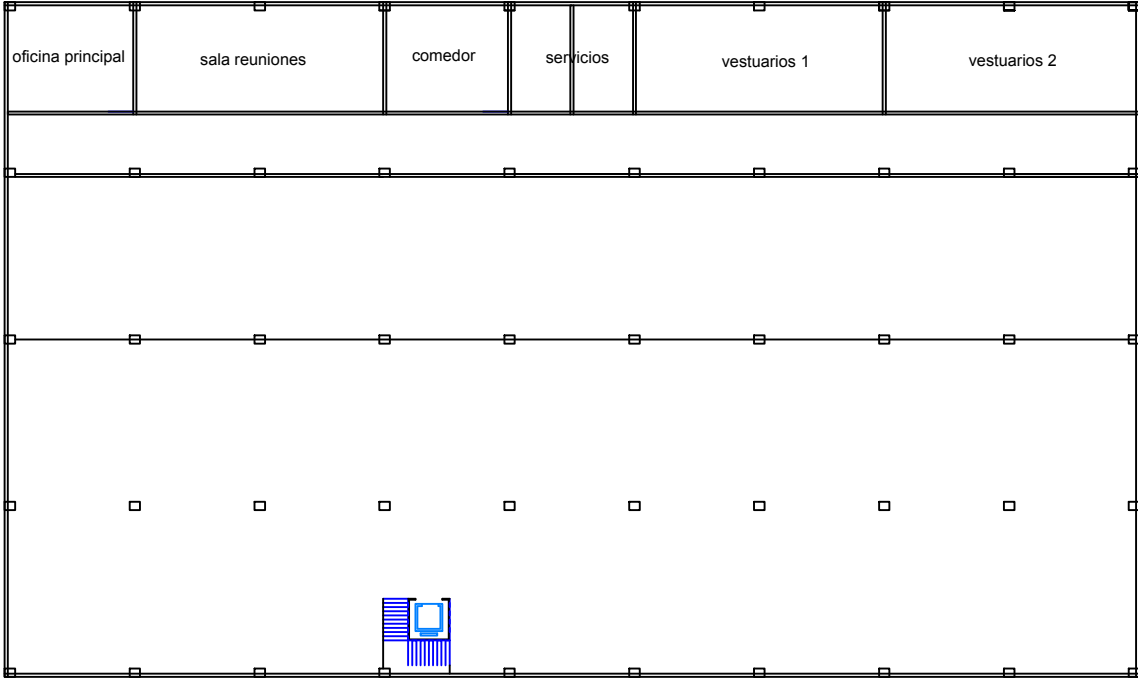 oficina principal
sala reuniones
comedor
servicios
vestuarios 1
vestuarios 2